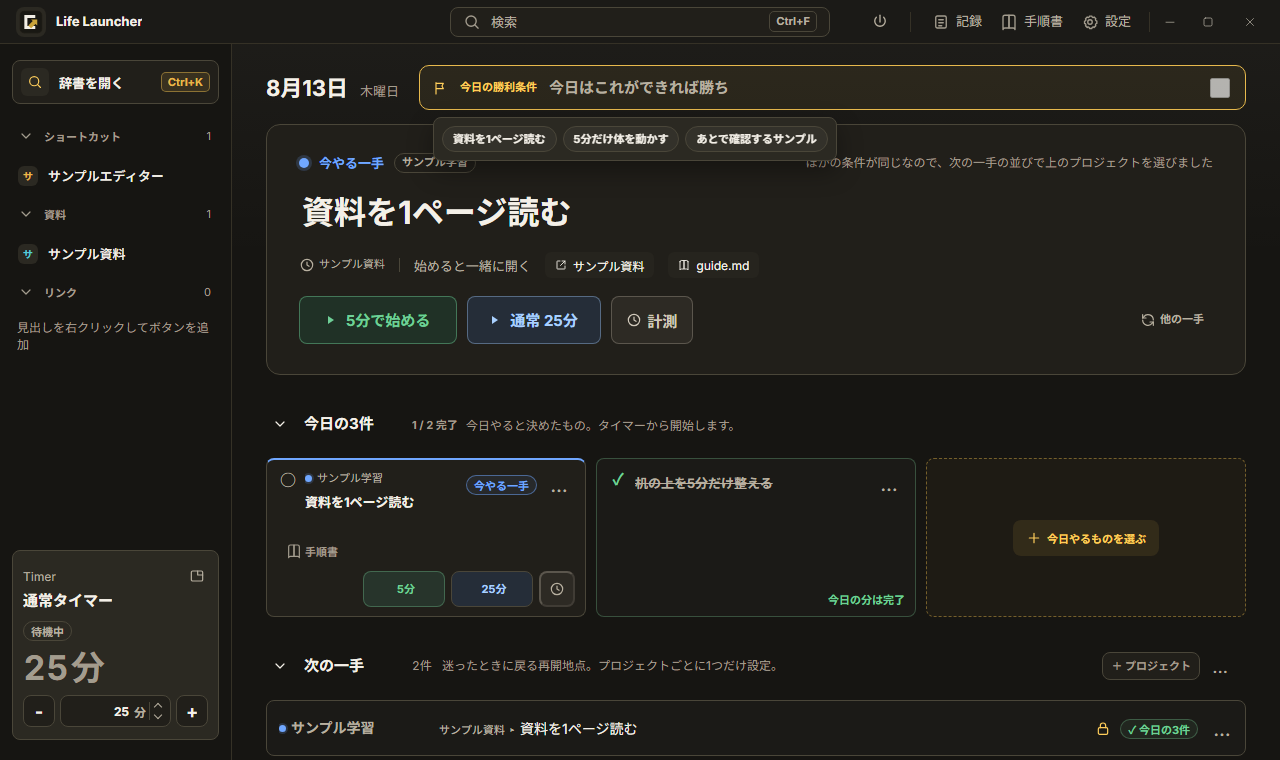 Life Launcher
検索
Ctrl+F
記録
手順書
設定
辞書を開く
Ctrl+K
ショートカット
1
サンプルエディター
サ
資料
1
サンプル資料
サ
リンク
0
見出しを右クリックしてボタンを追
加
Timer
通常タイマー
待機中
25分
-
25 分
+
8月13日
木曜日
今日の勝利条件
今日はこれができれば勝ち
資料を1ページ読む
5分だけ体を動かす
あとで確認するサンプル
今やる一手
サンプル学習
ほかの条件が同じなので、次の一手の並びで上のプロジェクトを選びました
資料を1ページ読む
サンプル資料
始めると一緒に開く
サンプル資料
guide.md
5分で始める
通常 25分
計測
他の一手
今日の3件
1 / 2 完了
今日やると決めたもの。タイマーから開始します。
サンプル学習
今やる一手
...
資料を1ページ読む
手順書
5分
25分
机の上を5分だけ整える
...
今日の分は完了
+ 今日やるものを選ぶ
次の一手
2件
迷ったときに戻る再開地点。プロジェクトごとに1つだけ設定。
+ プロジェクト
...
サンプル学習
サンプル資料 ▸ 資料を1ページ読む
✓ 今日の3件
...